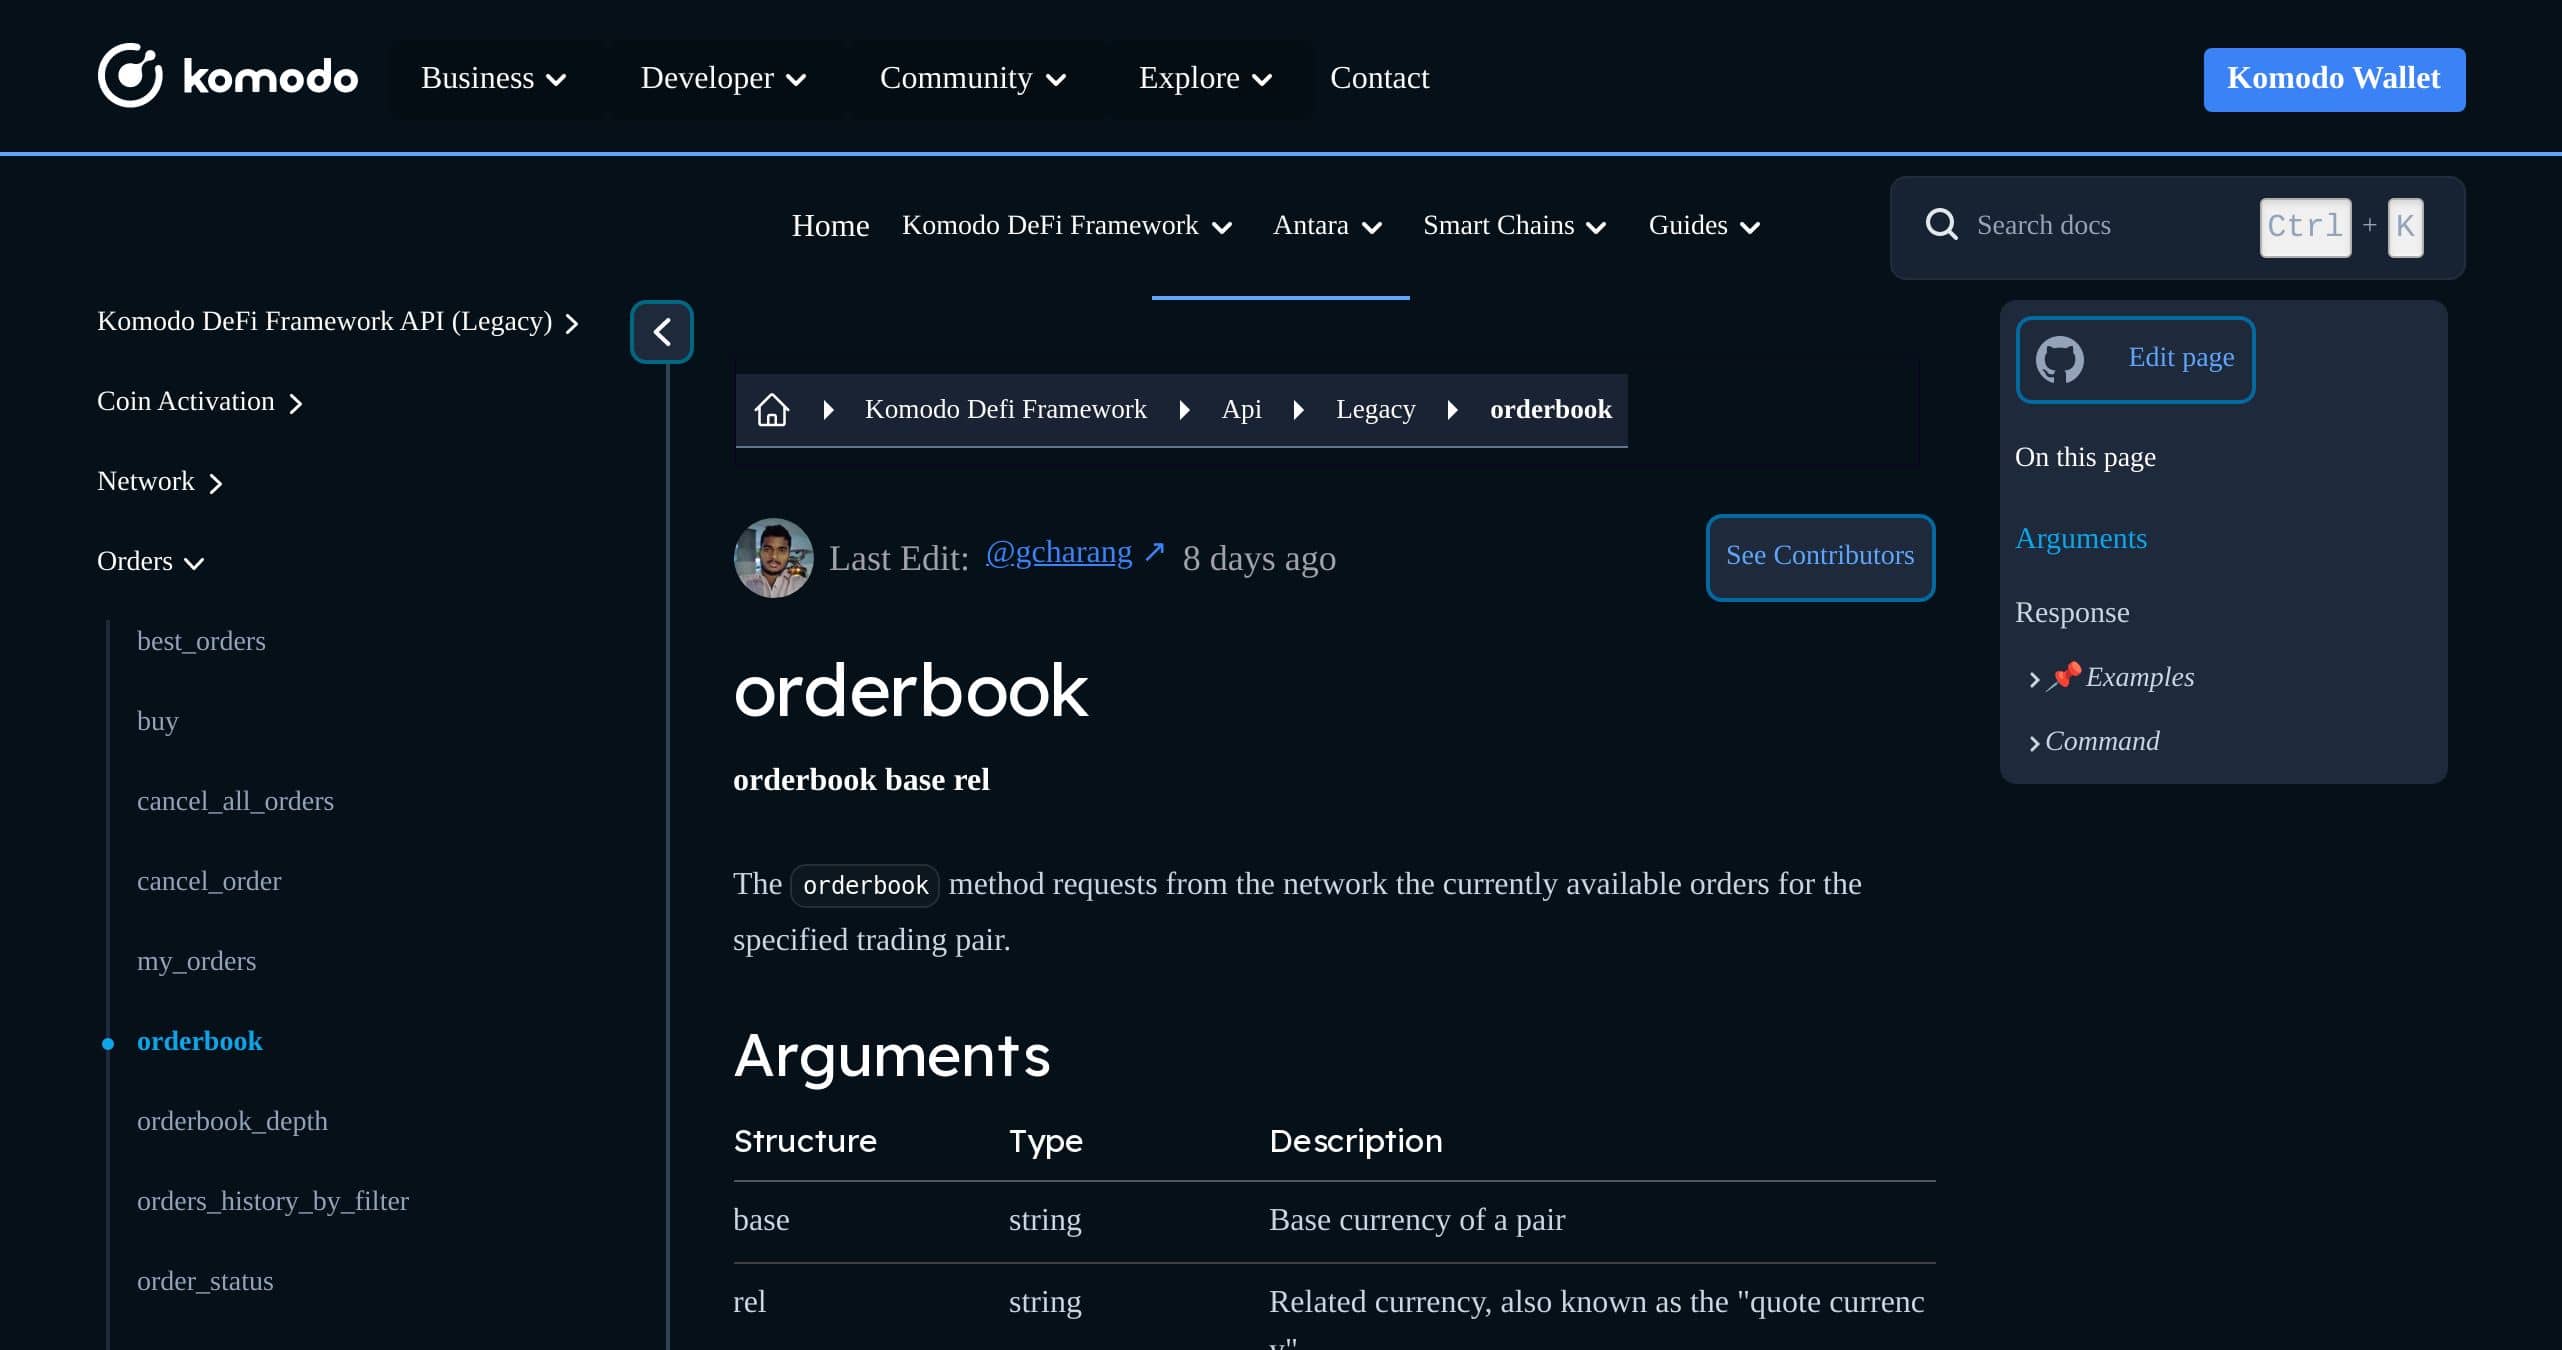 komodo
Business
Developer
Community
Explore
Contact
Komodo Wallet
Home
Komodo DeFi Framework
Antara
Smart Chains
Guides
Search docs
Ctrl + K
Komodo DeFi Framework API (Legacy)
Coin Activation
Network
Orders
best_orders
buy
cancel_all_orders
cancel_order
my_orders
orderbook
orderbook_depth
orders_history_by_filter
order_status
Komodo Defi Framework
Api
Legacy
orderbook
Last Edit: @gcharang ↗ 8 days ago
See Contributors
orderbook
orderbook base rel
The orderbook method requests from the network the currently available orders for the
specified trading pair.
Arguments
Structure Type Description
base string Base currency of a pair
rel string Related currency, also known as the "quote currenc
y"
Edit page
On this page
Arguments
Response
📌 Examples
Command